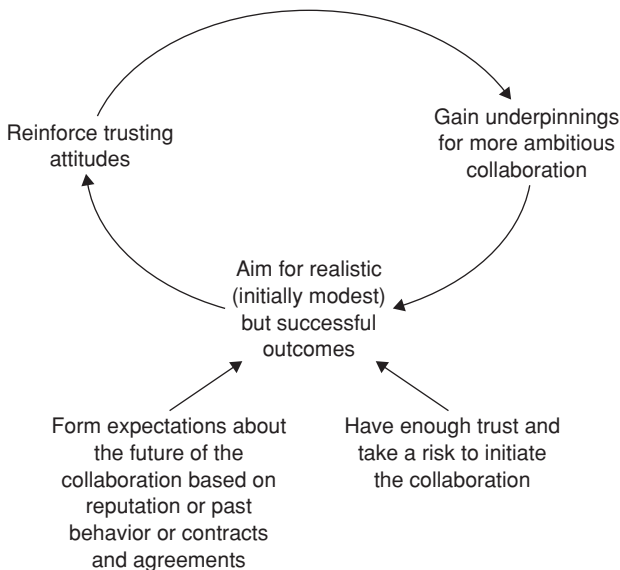 Reinforce trusting
attitudes
Gain underpinnings
for more ambitious
collaboration
Aim for realistic
(initially modest)
but successful
outcomes
Form expectations about
the future of the
collaboration based on
reputation or past
behavior or contracts
and agreements
Have enough trust and
take a risk to initiate
the collaboration